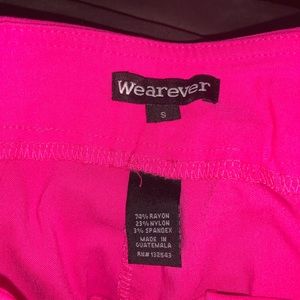 Wearever
S
74% RAYON
23% NYLON
3% SPANDEX
MADE IN
GUATEMALA
RN# 132543